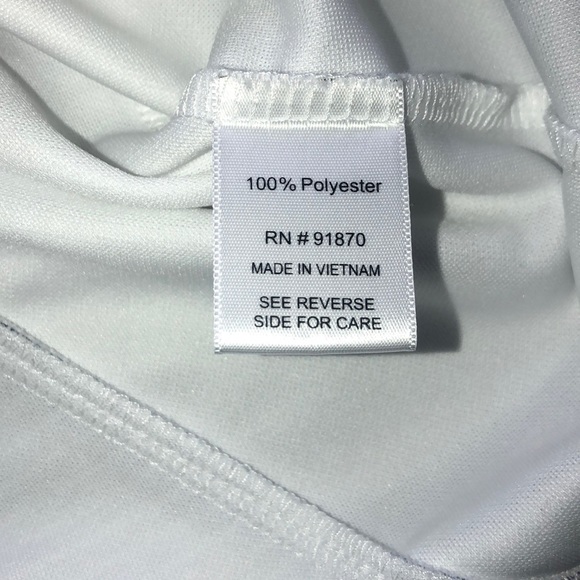 100% Polyester
RN # 91870
MADE IN VIETNAM
SEE REVERSE
SIDE FOR CARE